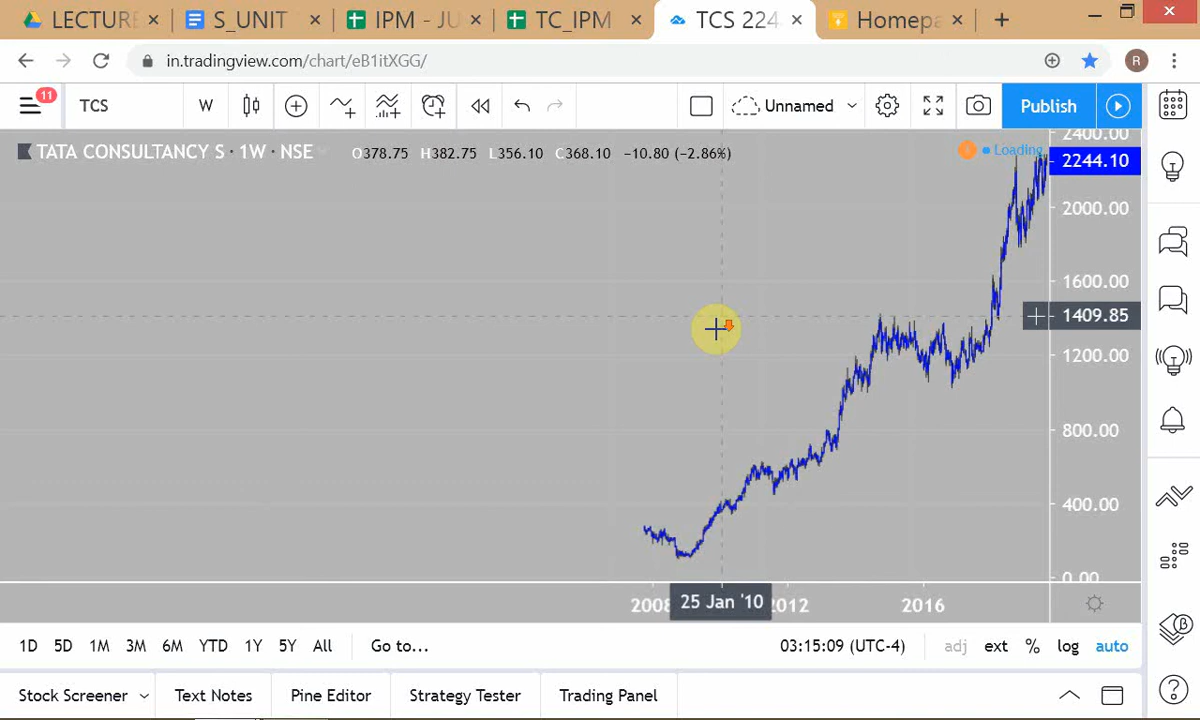 LECTURE S_UNIT IPM - JU TC_IPM TCS 224 Homepa
in.tradingview.com/chart/eB1itXGG/ R
11 TCS W Unnamed Publish
TATA CONSULTANCY S · 1W · NSE O378.75 H382.75 L356.10 C368.10 −10.80 (−2.86%) Loading
2400.00
2244.10
2000.00
1600.00
1409.85
1200.00
800.00
400.00
0.00
2008 25 Jan '10 2012 2016
1D 5D 1M 3M 6M YTD 1Y 5Y All Go to... 03:15:09 (UTC-4) adj ext % log auto
Stock Screener Text Notes Pine Editor Strategy Tester Trading Panel